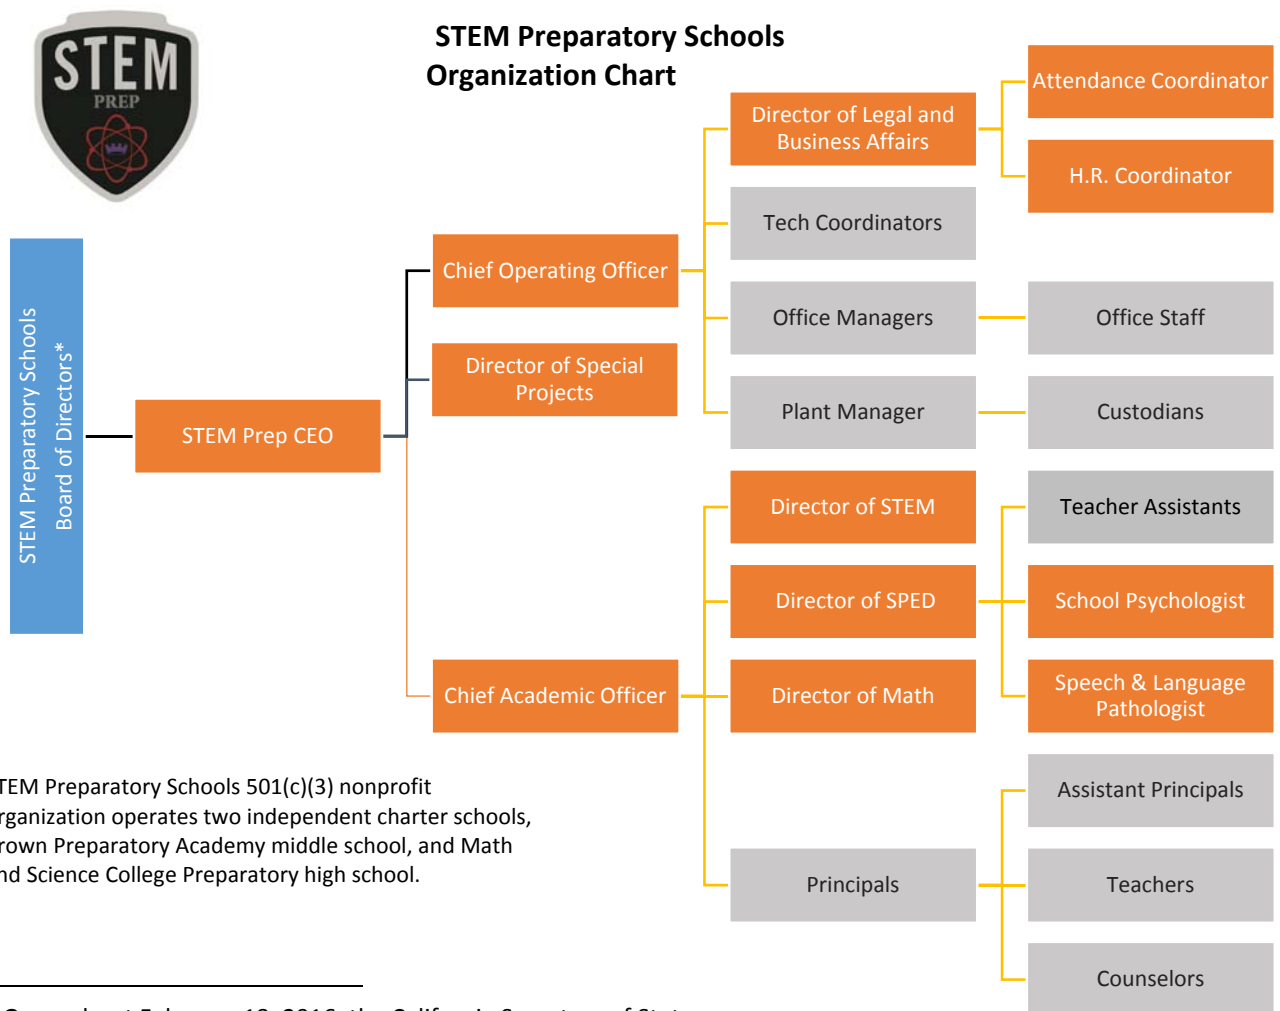 STEM
PREP
STEM Preparatory Schools
Organization Chart
STEM Preparatory Schools
Board of Directors*
STEM Prep CEO
Chief Operating Officer
Director of Special
Projects
Chief Academic Officer
Director of Legal and
Business Affairs
Tech Coordinators
Office Managers
Plant Manager
Director of STEM
Director of SPED
Director of Math
Principals
Attendance Coordinator
H.R. Coordinator
Office Staff
Custodians
Teacher Assistants
School Psychologist
Speech & Language
Pathologist
Assistant Principals
Teachers
Counselors
TEM Preparatory Schools 501(c)(3) nonprofit
rganization operates two independent charter schools,
rown Preparatory Academy middle school, and Math
nd Science College Preparatory high school.